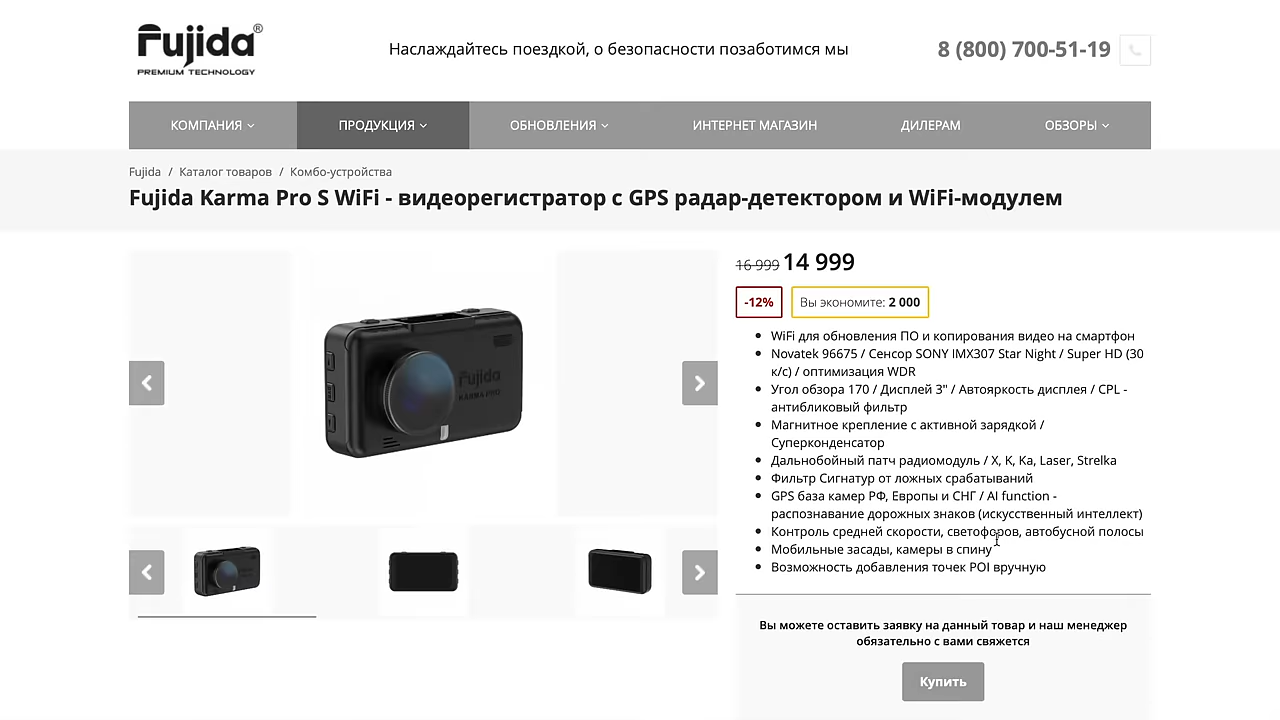 Fujida®
PREMIUM TECHNOLOGY
Наслаждайтесь поездкой, о безопасности позаботимся мы
8 (800) 700-51-19
КОМПАНИЯ
ПРОДУКЦИЯ
ОБНОВЛЕНИЯ
ИНТЕРНЕТ МАГАЗИН
ДИЛЕРАМ
ОБЗОРЫ
Fujida / Каталог товаров / Комбо-устройства
Fujida Karma Pro S WiFi - видеорегистратор с GPS радар-детектором и WiFi-модулем
Fujida
KARMA PRO
16 999 14 999
-12%
Вы экономите: 2 000
WiFi для обновления ПО и копирования видео на смартфон
Novatek 96675 / Сенсор SONY IMX307 Star Night / Super HD (30
к/с) / оптимизация WDR
Угол обзора 170 / Дисплей 3" / Автояркость дисплея / CPL -
антибликовый фильтр
Магнитное крепление с активной зарядкой /
Суперконденсатор
Дальнобойный патч радиомодуль / X, K, Ka, Laser, Strelka
Фильтр Сигнатур от ложных срабатываний
GPS база камер РФ, Европы и СНГ / AI function -
распознавание дорожных знаков (искусственный интеллект)
Контроль средней скорости, светофоров, автобусной полосы
Мобильные засады, камеры в спину
Возможность добавления точек POI вручную
Вы можете оставить заявку на данный товар и наш менеджер
обязательно с вами свяжется
Купить